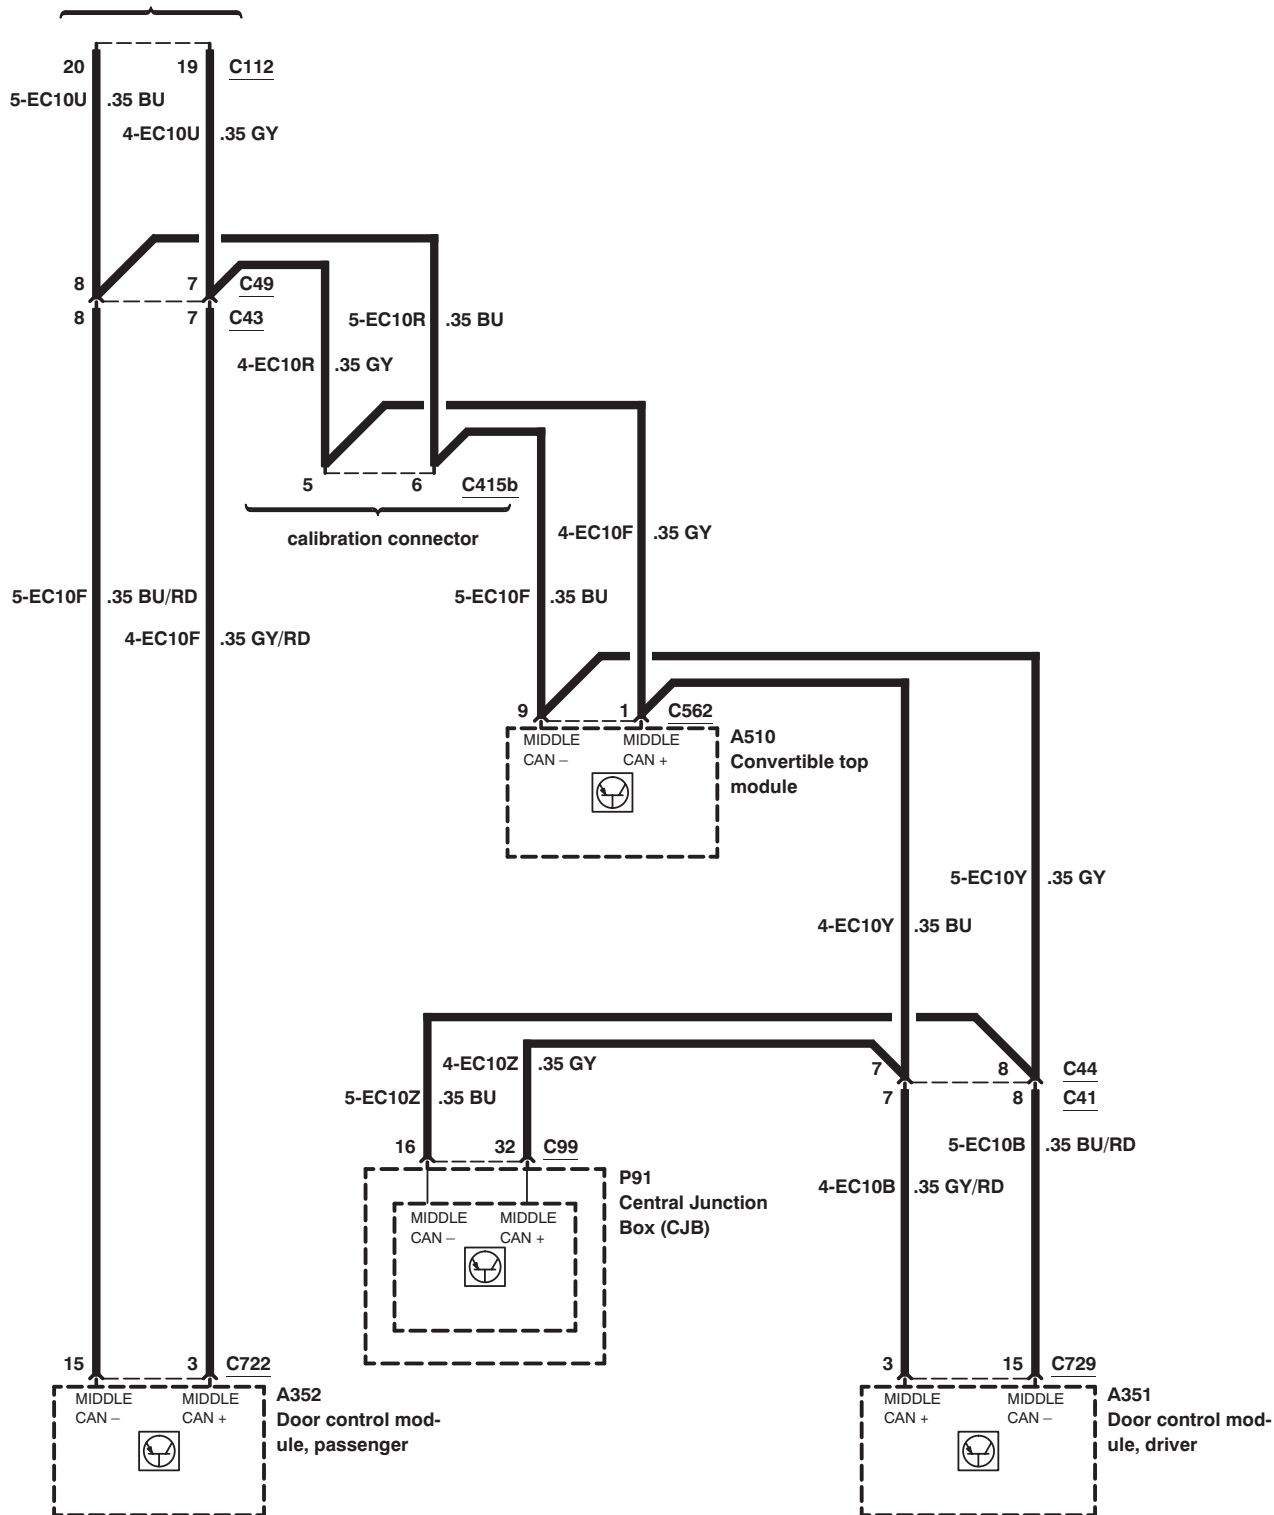 20 19 C112
5-EC10U .35 BU
4-EC10U .35 GY
8 7 C49
8 7 C43
5-EC10R .35 BU
4-EC10R .35 GY
5 6 C415b
calibration connector
4-EC10F .35 GY
5-EC10F .35 BU/RD
5-EC10F .35 BU
4-EC10F .35 GY/RD
9 1 C562
MIDDLE CAN –
MIDDLE CAN +
A510
Convertible top
module
5-EC10Y .35 GY
4-EC10Y .35 BU
4-EC10Z .35 GY
5-EC10Z .35 BU
7 8 C44
7 8 C41
16 32 C99
5-EC10B .35 BU/RD
4-EC10B .35 GY/RD
P91
Central Junction
Box (CJB)
MIDDLE CAN –
MIDDLE CAN +
15 3 C722
MIDDLE CAN –
MIDDLE CAN +
A352
Door control mod-
ule, passenger
3 15 C729
MIDDLE CAN +
MIDDLE CAN –
A351
Door control mod-
ule, driver